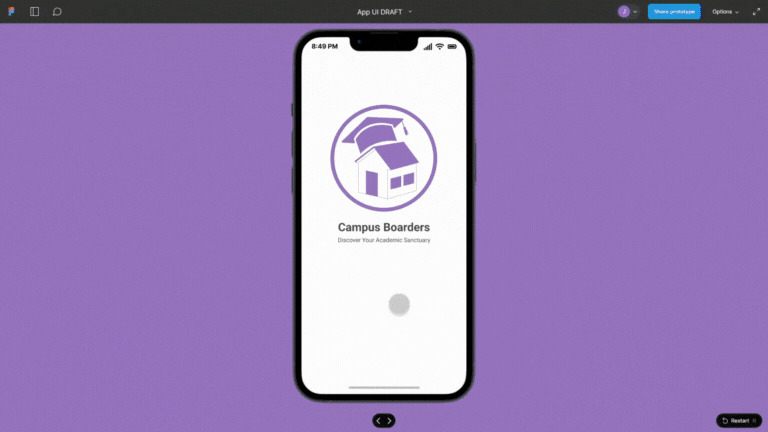 App UI DRAFT
J
Share prototype
Options
8:49 PM
Campus Boarders
Discover Your Academic Sanctuary
Restart